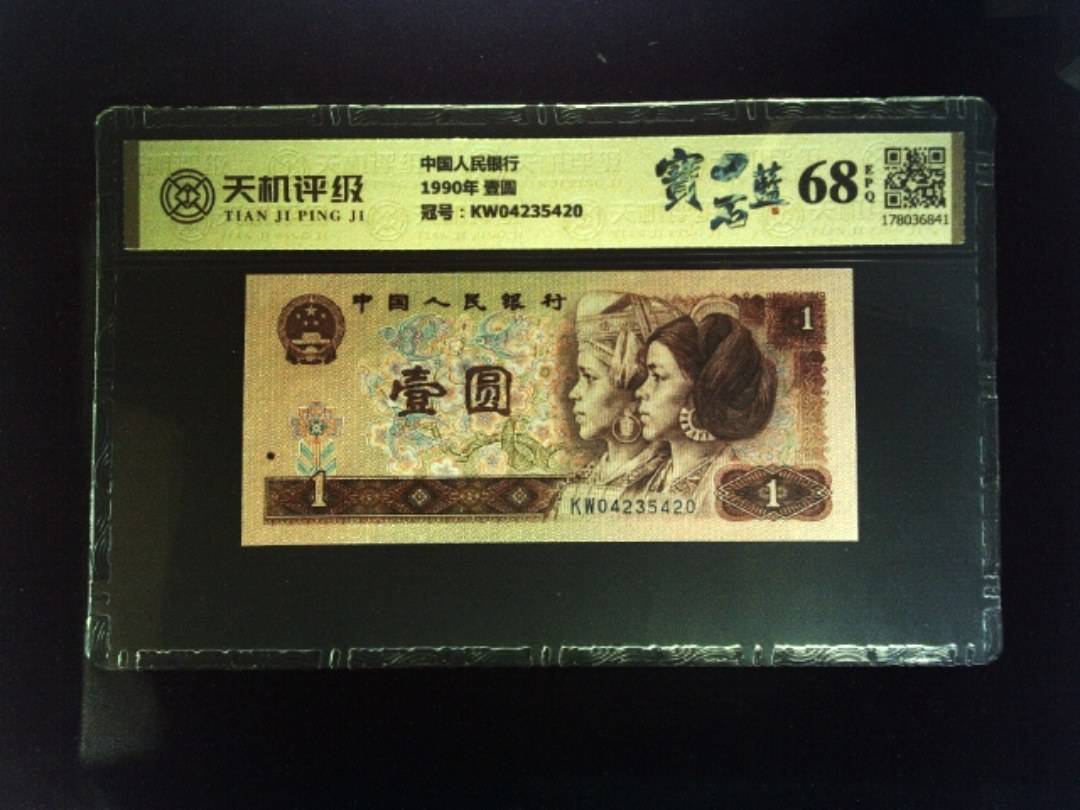 天机评级
TIAN JI PING JI
中国人民银行
1990年 壹圆
冠号：KW04235420
寶石藍
68
EPQ
178036841
中国人民银行
1
壹圆
1
KW04235420
1